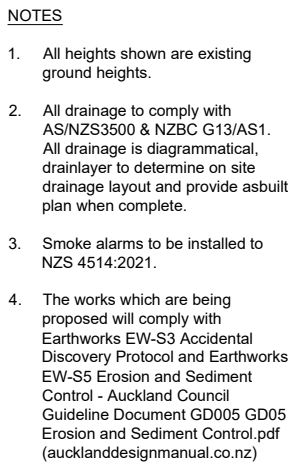 NOTES
1. All heights shown are existing
ground heights.
2. All drainage to comply with
AS/NZS3500 & NZBC G13/AS1.
All drainage is diagrammatical,
drainlayer to determine on site
drainage layout and provide asbuilt
plan when complete.
3. Smoke alarms to be installed to
NZS 4514:2021.
4. The works which are being
proposed will comply with
Earthworks EW-S3 Accidental
Discovery Protocol and Earthworks
EW-S5 Erosion and Sediment
Control - Auckland Council
Guideline Document GD005 GD05
Erosion and Sediment Control.pdf
(aucklanddesignmanual.co.nz)